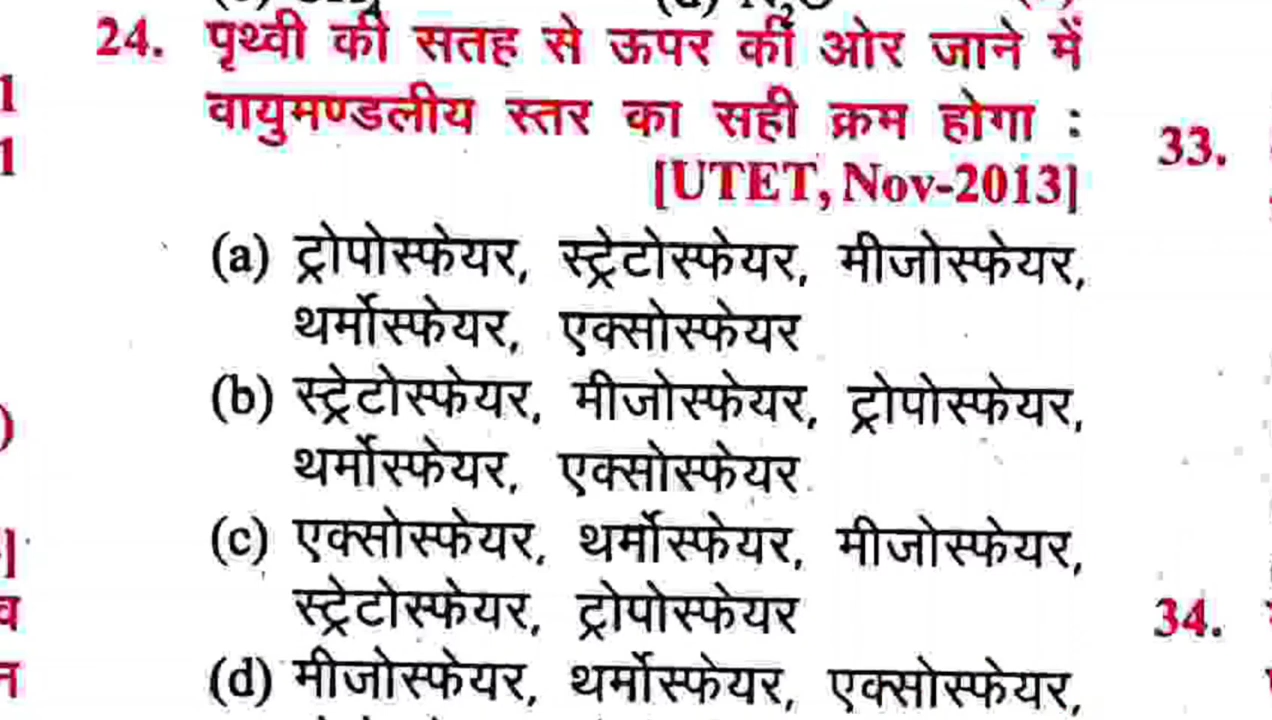 24. पृथ्वी की सतह से ऊपर की ओर जाने में
वायुमण्डलीय स्तर का सही क्रम होगा :
[UTET, Nov-2013]
(a) ट्रोपोस्फेयर, स्ट्रेटोस्फेयर, मीजोस्फेयर,
थर्मोस्फेयर, एक्सोस्फेयर
(b) स्ट्रेटोस्फेयर, मीजोस्फेयर, ट्रोपोस्फेयर,
थर्मोस्फेयर, एक्सोस्फेयर
(c) एक्सोस्फेयर, थर्मोस्फेयर, मीजोस्फेयर,
स्ट्रेटोस्फेयर, ट्रोपोस्फेयर
(d) मीजोस्फेयर, थर्मोस्फेयर, एक्सोस्फेयर,
1
1
)
]
व
न
33.
34.